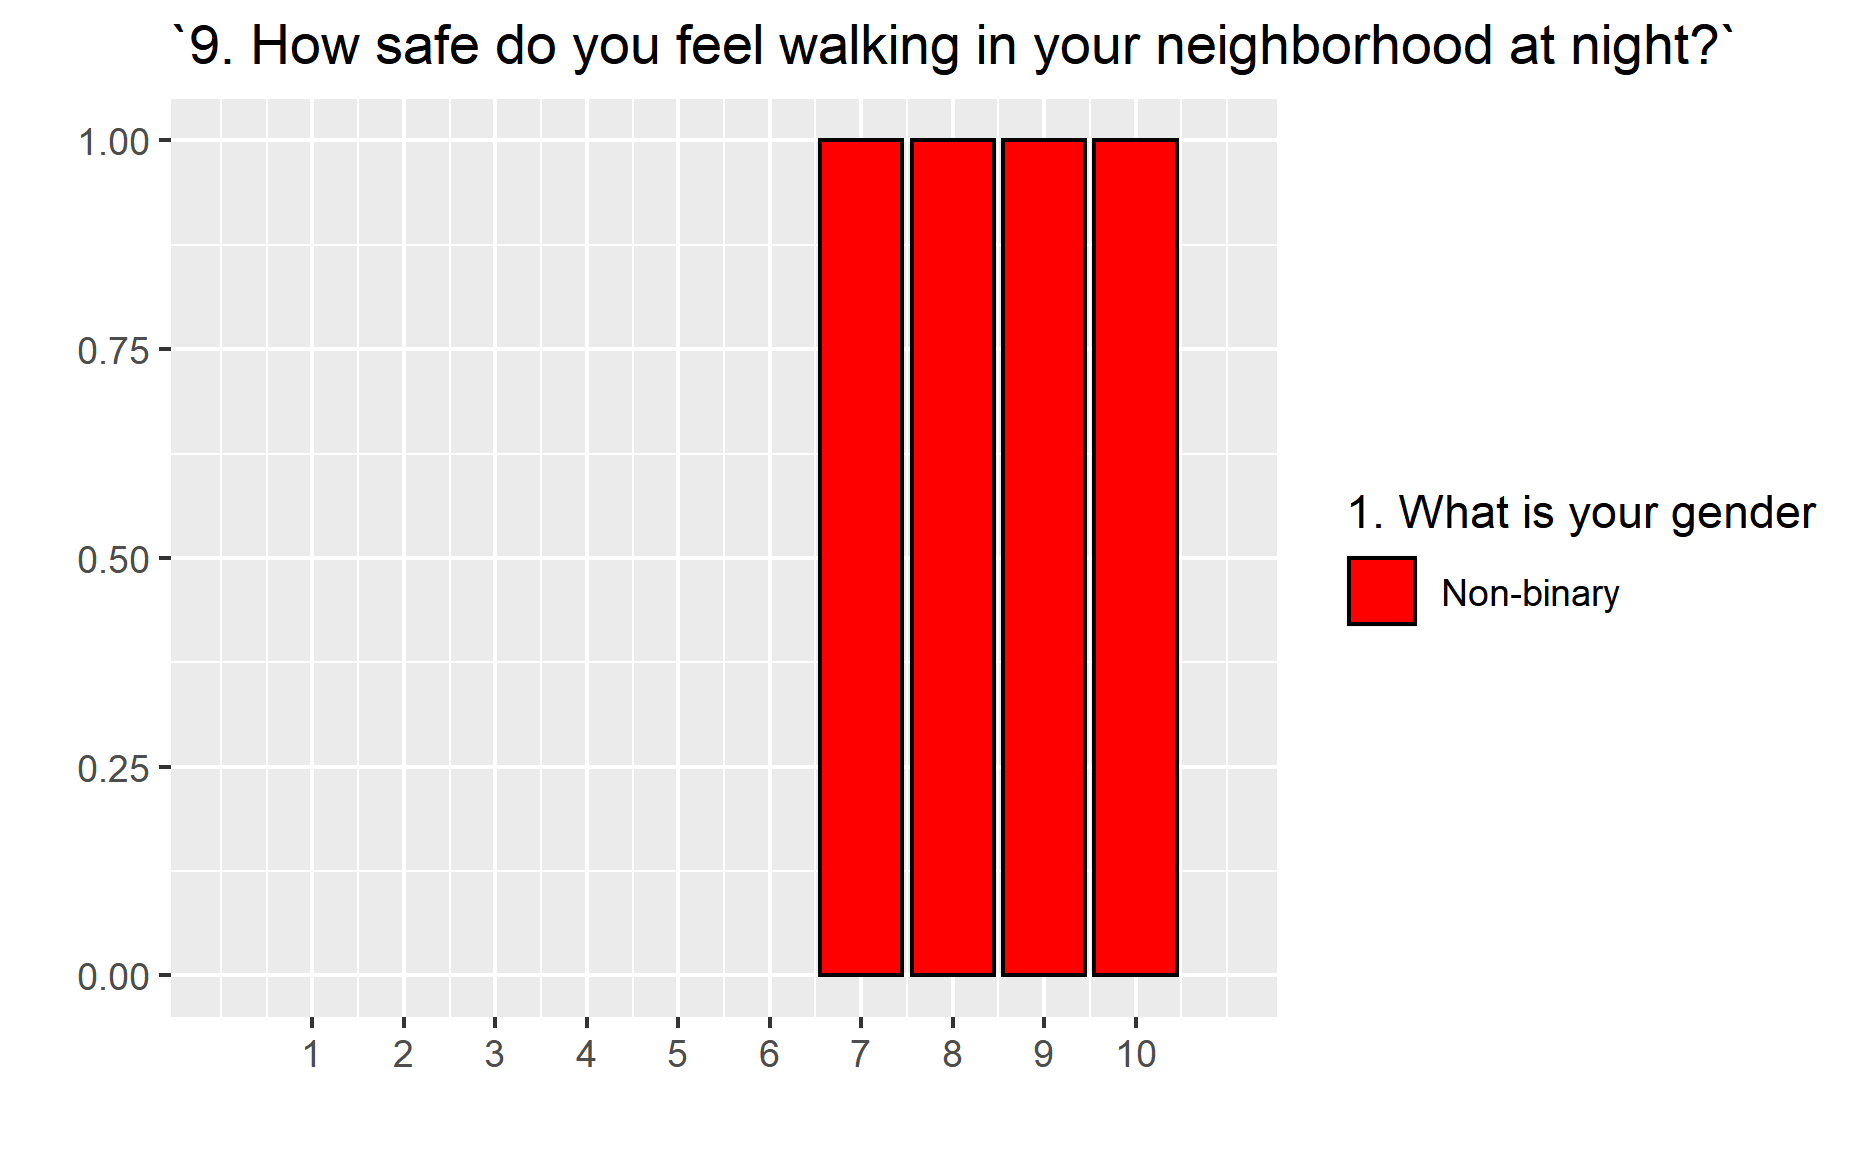 `9. How safe do you feel walking in your neighborhood at night?`
1.00
0.75
0.50
0.25
0.00
1 2 3 4 5 6 7 8 9 10
1. What is your gender
Non-binary